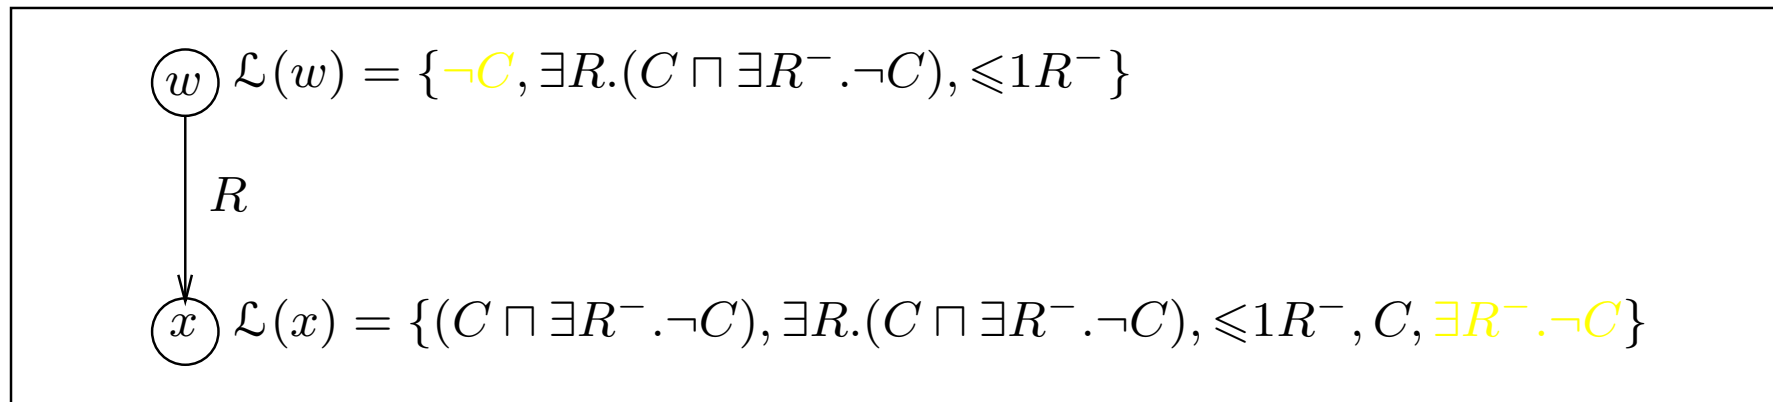 w ℒ(w) = {¬C, ∃R.(C ⊓ ∃R⁻.¬C), ⩽1R⁻}
R
x ℒ(x) = {(C ⊓ ∃R⁻.¬C), ∃R.(C ⊓ ∃R⁻.¬C), ⩽1R⁻, C, ∃R⁻.¬C}